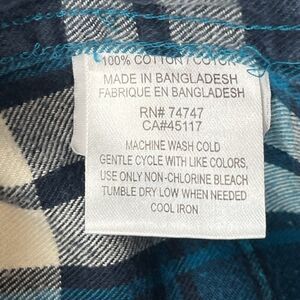 100% COTTON / COTON
MADE IN BANGLADESH
FABRIQUE EN BANGLADESH
RN# 74747
CA#45117
MACHINE WASH COLD
GENTLE CYCLE WITH LIKE COLORS,
USE ONLY NON-CHLORINE BLEACH
TUMBLE DRY LOW WHEN NEEDED
COOL IRON